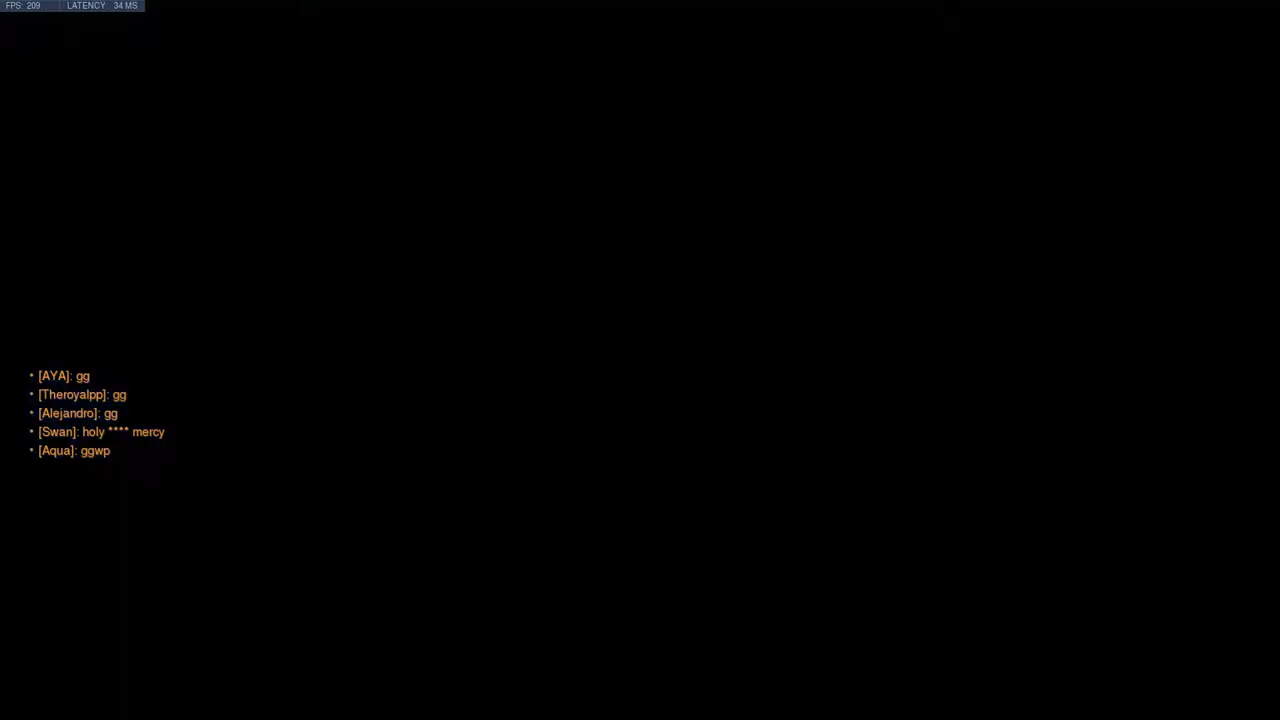 FPS: 209 LATENCY 34 MS
• [AYA]: gg
• [Theroyalpp]: gg
• [Alejandro]: gg
• [Swan]: holy **** mercy
• [Aqua]: ggwp